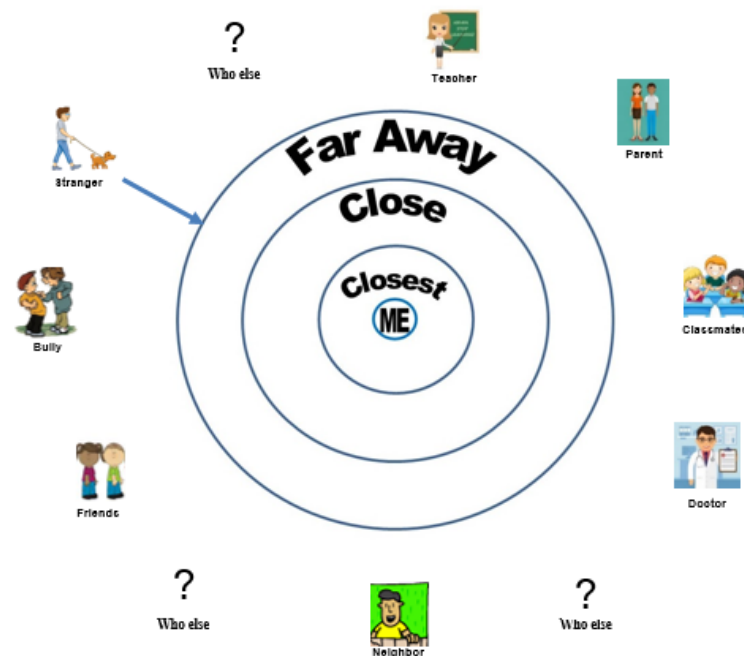 ?
Who else
Teacher
Parent
Far Away
Stranger
Close
Closest
ME
Bully
Classmates
Friends
Doctor
?
Who else
Neighbor
?
Who else